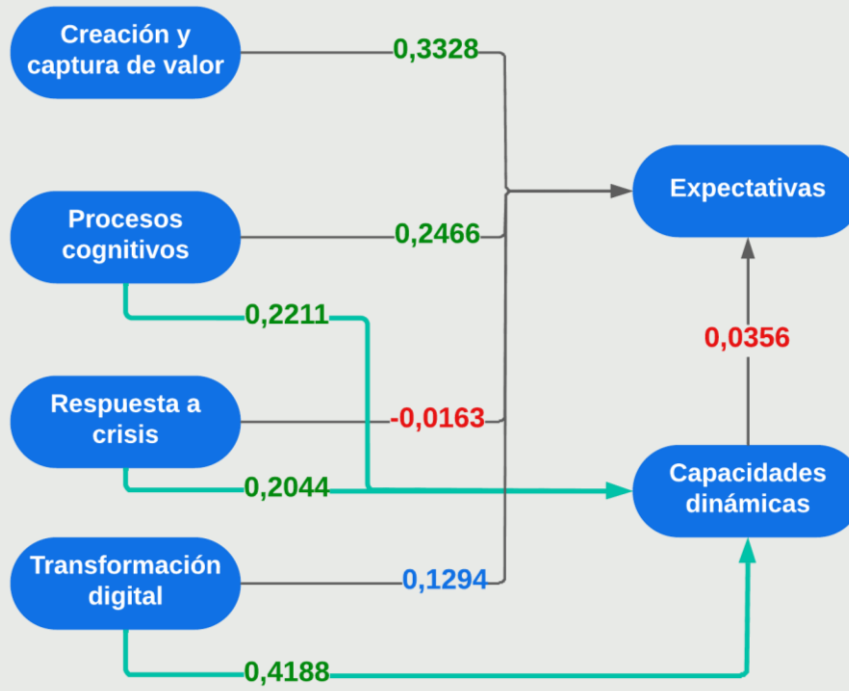 Creación y
captura de valor
0,3328
Expectativas
Procesos
cognitivos
0,2466
0,2211
0,0356
Respuesta a
crisis
-0,0163
0,2044
Capacidades
dinámicas
Transformación
digital
0,1294
0,4188